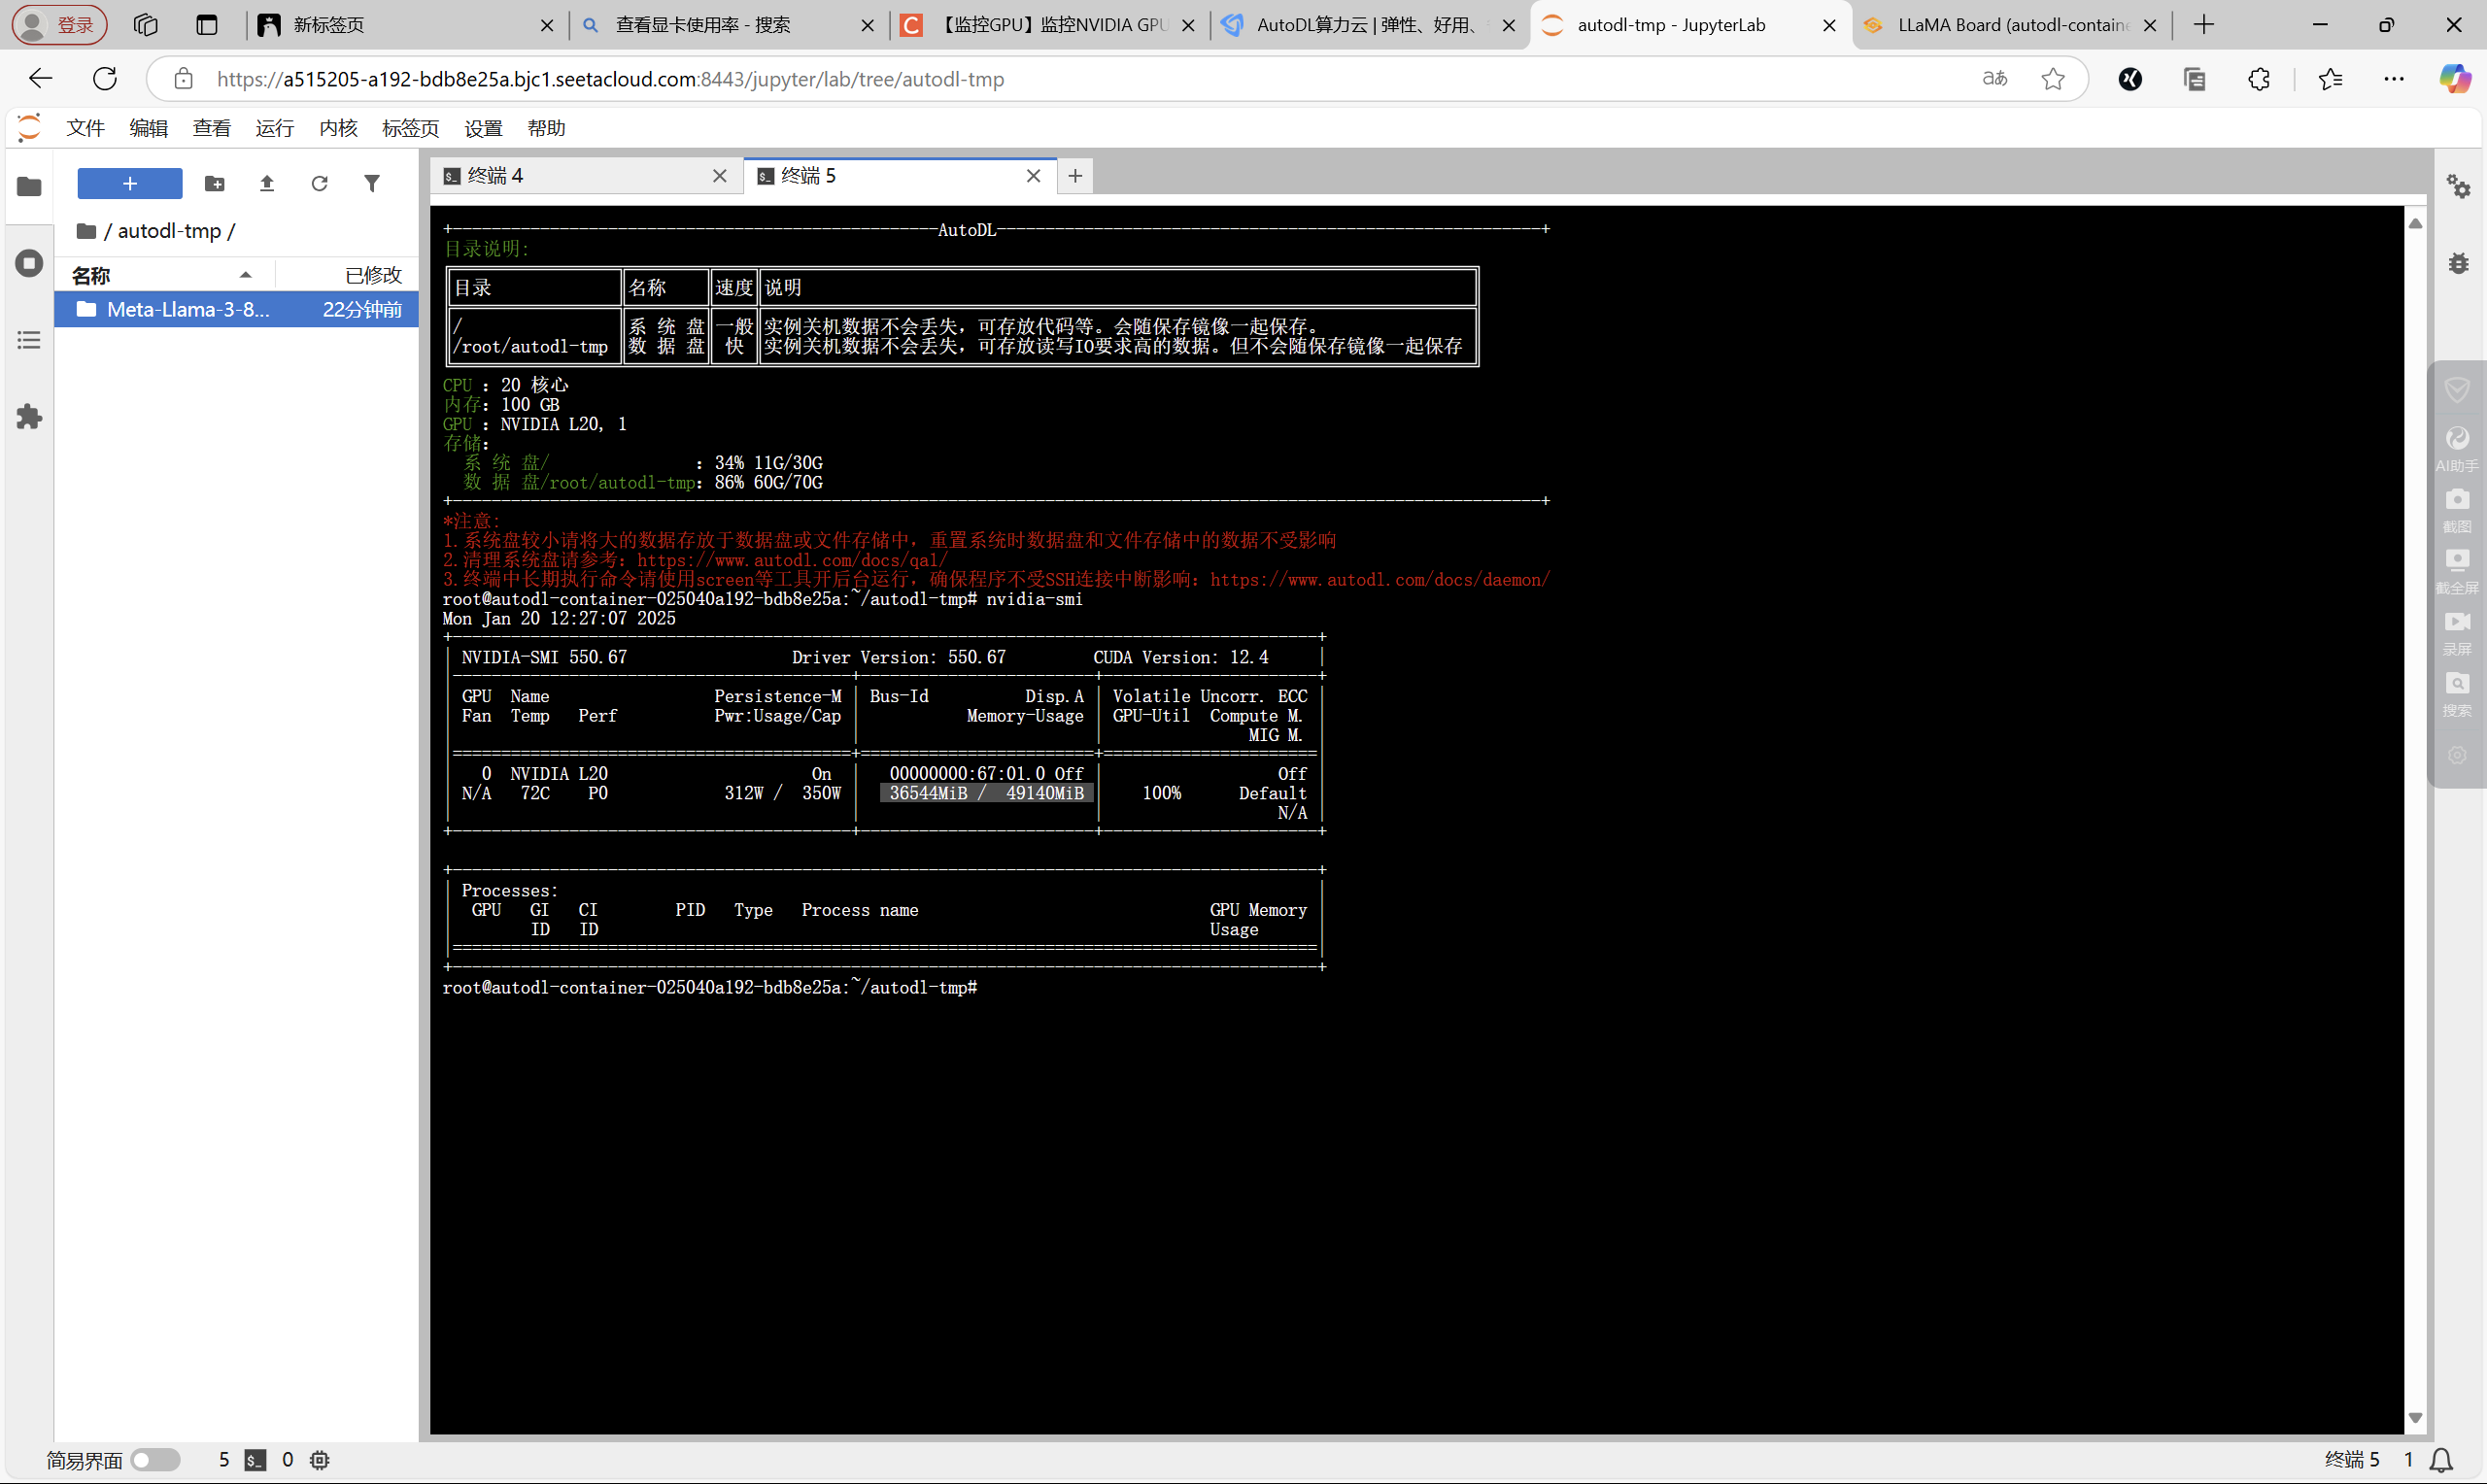 登录
新标签页
查看显卡使用率 - 搜索
【监控GPU】监控NVIDIA GPU
AutoDL算力云 | 弹性、好用、
autodl-tmp - JupyterLab
LLaMA Board (autodl-containe
https://a515205-a192-bdb8e25a.bjc1.seetacloud.com:8443/jupyter/lab/tree/autodl-tmp
文件 编辑 查看 运行 内核 标签页 设置 帮助
/ autodl-tmp /
名称 已修改
Meta-Llama-3-8... 22分钟前
终端 4
终端 5
+--------------------------------------------------AutoDL--------------------------------------------------------+
目录说明:
目录 名称 速度 说明
/ 系 统 盘 一般 实例关机数据不会丢失，可存放代码等。会随保存镜像一起保存。
/root/autodl-tmp 数 据 盘 快 实例关机数据不会丢失，可存放读写IO要求高的数据。但不会随保存镜像一起保存
CPU ：20 核心
内存：100 GB
GPU ：NVIDIA L20, 1
存储：
系 统 盘/ ：34% 11G/30G
数 据 盘/root/autodl-tmp：86% 60G/70G
*注意:
1.系统盘较小请将大的数据存放于数据盘或文件存储中，重置系统时数据盘和文件存储中的数据不受影响
2.清理系统盘请参考：https://www.autodl.com/docs/qa1/
3.终端中长期执行命令请使用screen等工具开后台运行，确保程序不受SSH连接中断影响：https://www.autodl.com/docs/daemon/
root@autodl-container-025040a192-bdb8e25a:~/autodl-tmp# nvidia-smi
Mon Jan 20 12:27:07 2025
NVIDIA-SMI 550.67 Driver Version: 550.67 CUDA Version: 12.4
GPU Name Persistence-M | Bus-Id Disp.A | Volatile Uncorr. ECC
Fan Temp Perf Pwr:Usage/Cap | Memory-Usage | GPU-Util Compute M.
MIG M.
0 NVIDIA L20 On | 00000000:67:01.0 Off | Off
N/A 72C P0 312W / 350W | 36544MiB / 49140MiB | 100% Default
N/A
Processes:
GPU GI CI PID Type Process name GPU Memory
ID ID Usage
root@autodl-container-025040a192-bdb8e25a:~/autodl-tmp#
AI助手
截图
截全屏
录屏
搜索
简易界面 5 0 终端 5 1